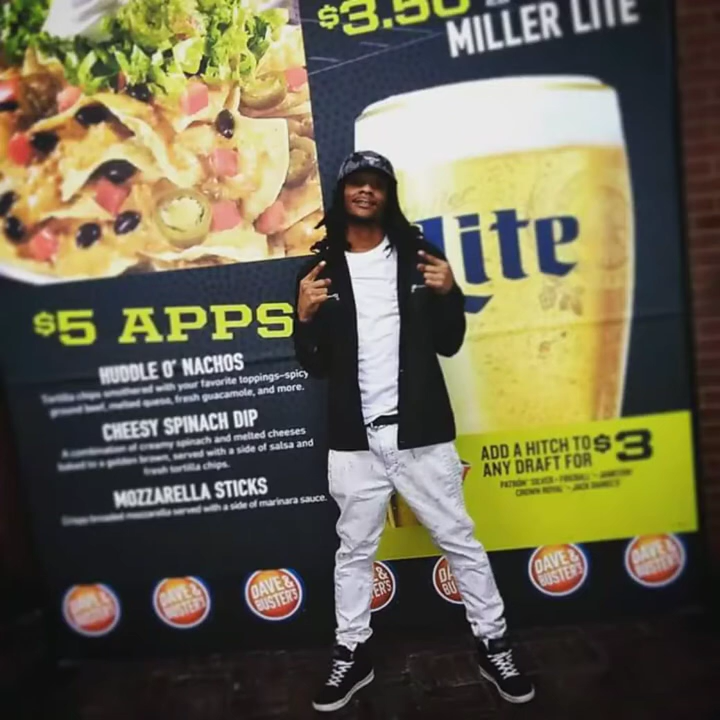 $3.50
MILLER LITE
Lite
$5 APPS
HUDDLE O' NACHOS
Tortilla chips smothered with your favorite toppings–spicy
ground beef, melted queso, fresh guacamole, and more.
CHEESY SPINACH DIP
A combination of creamy spinach and melted cheeses
baked to a golden brown, served with a side of salsa and
fresh tortilla chips.
MOZZARELLA STICKS
Crispy breaded mozzarella served with a side of marinara sauce.
ADD A HITCH TO
ANY DRAFT FOR $3
PATRÓN SILVER • FIREBALL • JAMESON
CROWN ROYAL • JACK DANIEL'S
DAVE &
BUSTER'S
DAVE &
BUSTER'S
DAVE &
BUSTER'S
&
ER'S
DA
BU
DAVE &
BUSTER'S
DAVE &
BUSTER'S